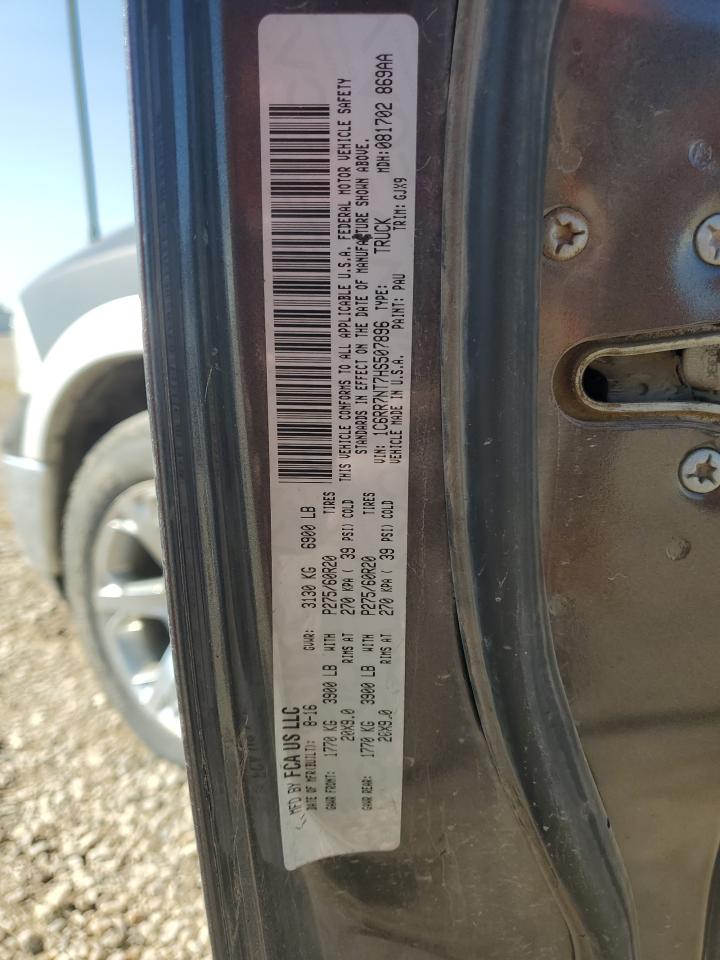 MFD BY FCA US LLC
DATE OF MFR(BUILT): 8-16 GVWR: 3130 KG 6900 LB
GAWR FRONT: 1770 KG 3900 LB WITH P275/60R20 TIRES
20X9.0 RIMS AT 270 KPA ( 39 PSI) COLD
GAWR REAR: 1770 KG 3900 LB WITH P275/60R20 TIRES
20X9.0 RIMS AT 270 KPA ( 39 PSI) COLD
THIS VEHICLE CONFORMS TO ALL APPLICABLE U.S.A. FEDERAL MOTOR VEHICLE SAFETY
STANDARDS IN EFFECT ON THE DATE OF MANUFACTURE SHOWN ABOVE.
VIN: 1C6RR7NT7HS507896 TYPE: TRUCK MDH:081702 869AA
VEHICLE MADE IN U.S.A. PAINT: PAU TRIM: GJX9